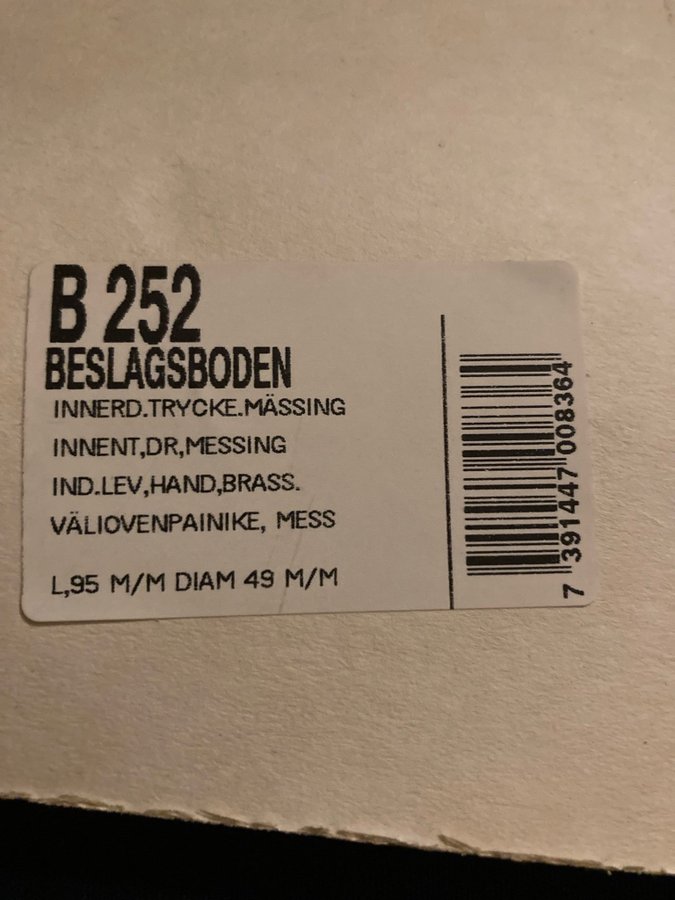 B 252
BESLAGSBODEN
INNERD.TRYCKE.MÄSSING
INNENT,DR,MESSING
IND.LEV,HAND,BRASS.
VÄLIOVENPAINIKE, MESS
L,95 M/M DIAM 49 M/M
7 391447 008364